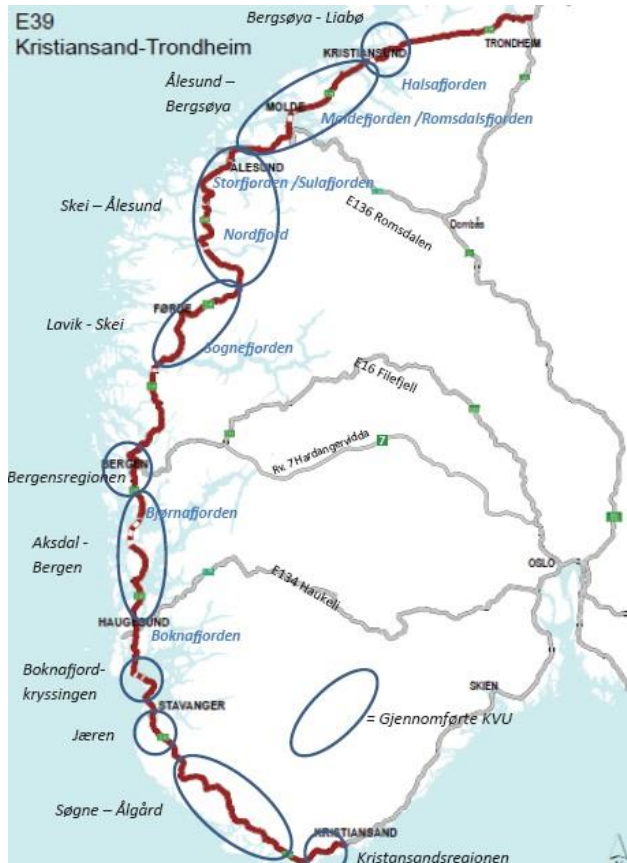 E39
Kristiansand-Trondheim
Bergsøya - Liabø
KRISTIANSUND
TRONDHEIM
Halsafjorden
Ålesund –
Bergsøya
MOLDE
Moldefjorden /Romsdalsfjorden
ÅLESUND
Storfjorden /Sulafjorden
E136 Romsdalen
Dombås
Skei – Ålesund
Nordfjord
FØRDE
Lavik - Skei
Sognefjorden
E16 Filefjell
BERGEN
Rv. 7 Hardangervidda
7
Bergensregionen
Bjørnafjorden
Aksdal -
Bergen
OSLO
E134 Haukeli
HAUGESUND
Boknafjorden
Boknafjord-
kryssingen
SKIEN
STAVANGER
= Gjennomførte KVU
Jæren
Søgne – Ålgård
KRISTIANSAND
Kristansandsregionen